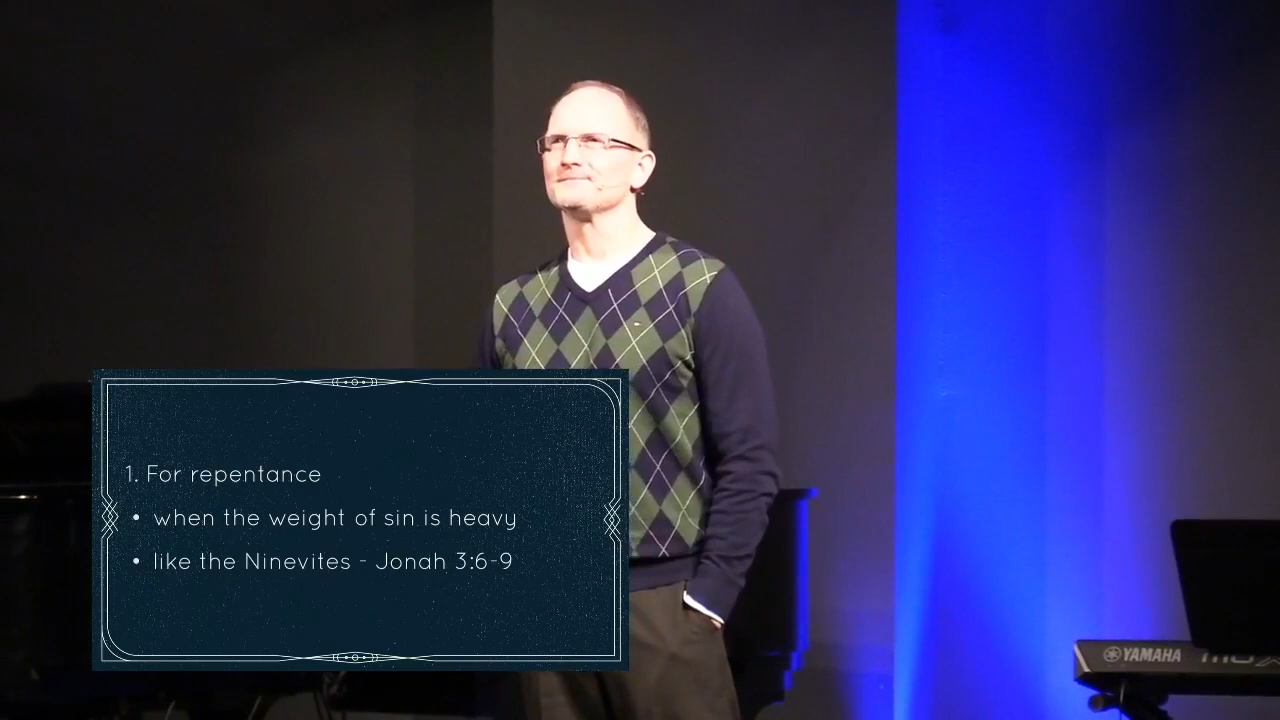 1. For repentance
• when the weight of sin is heavy
• like the Ninevites - Jonah 3:6-9
YAMAHA